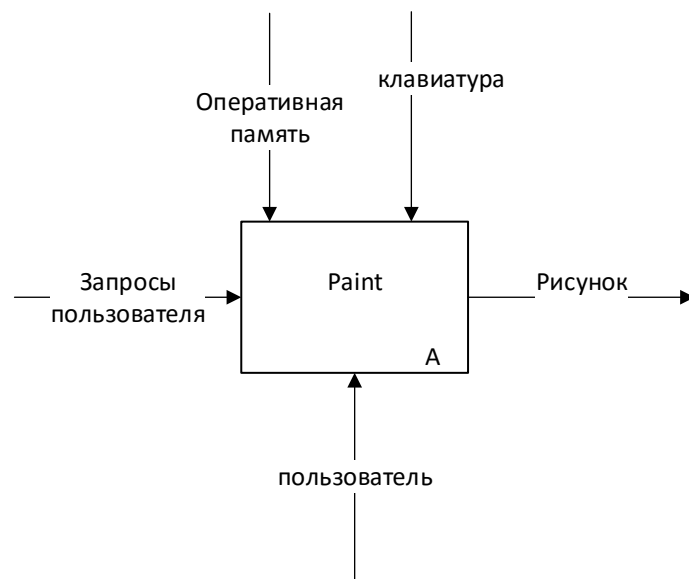 клавиатура
Оперативная
память
Запросы
пользователя
Paint
Рисунок
А
пользователь